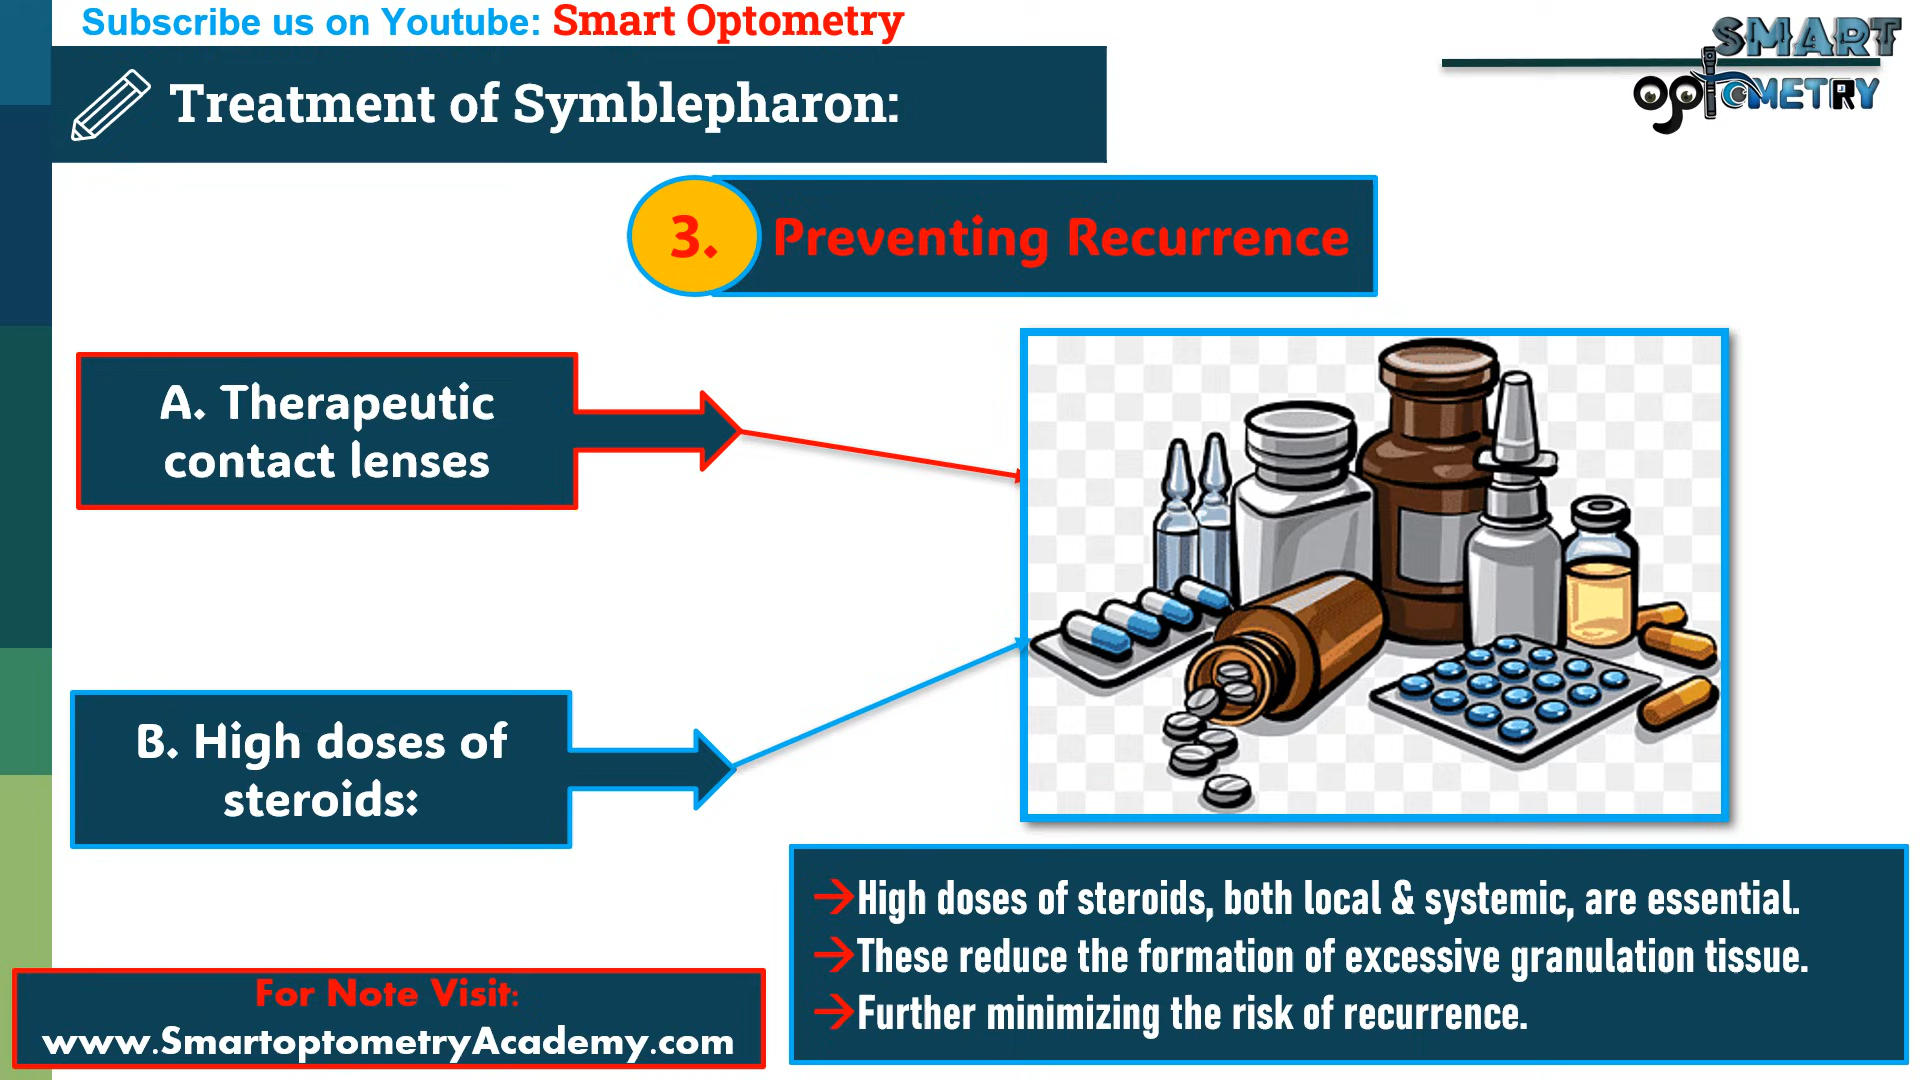 Subscribe us on Youtube: Smart Optometry
SMART
OptOMETRY
Treatment of Symblepharon:
3. Preventing Recurrence
A. Therapeutic
contact lenses
B. High doses of
steroids:
→High doses of steroids, both local & systemic, are essential.
→These reduce the formation of excessive granulation tissue.
→Further minimizing the risk of recurrence.
For Note Visit:
www.SmartoptometryAcademy.com